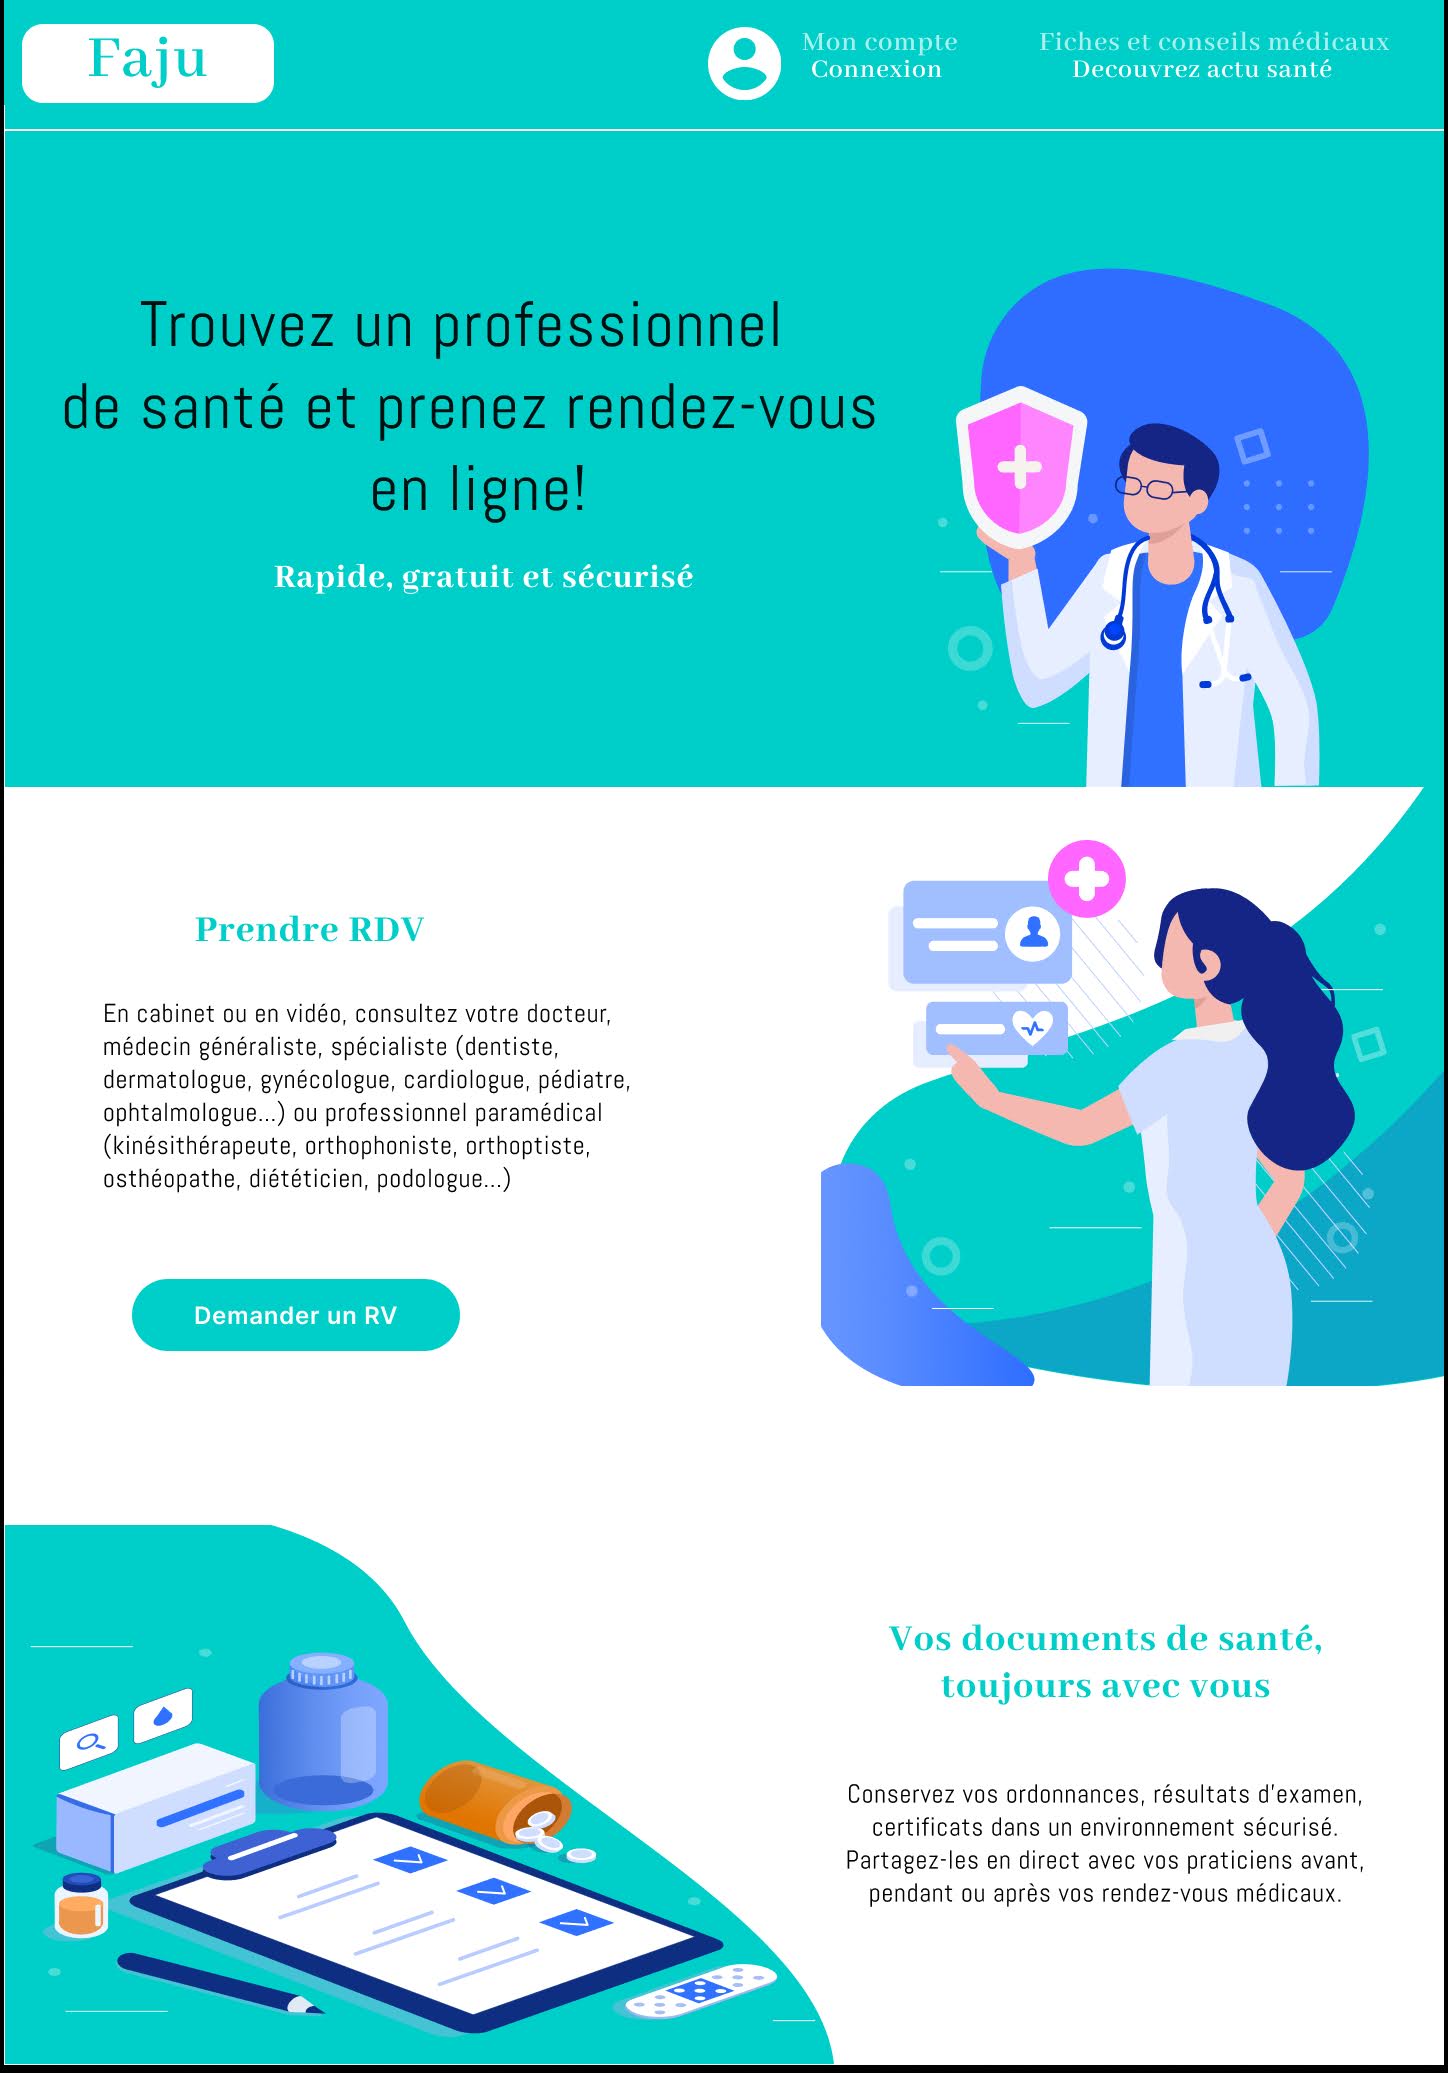 Faju
Mon compte
Connexion
Fiches et conseils médicaux
Decouvrez actu santé
Trouvez un professionnel
de santé et prenez rendez-vous
en ligne!
Rapide, gratuit et sécurisé
Prendre RDV
En cabinet ou en vidéo, consultez votre docteur,
médecin généraliste, spécialiste (dentiste,
dermatologue, gynécologue, cardiologue, pédiatre,
ophtalmologue...) ou professionnel paramédical
(kinésithérapeute, orthophoniste, orthoptiste,
osthéopathe, diététicien, podologue...)
Demander un RV
Vos documents de santé,
toujours avec vous
Conservez vos ordonnances, résultats d'examen,
certificats dans un environnement sécurisé.
Partagez-les en direct avec vos praticiens avant,
pendant ou après vos rendez-vous médicaux.